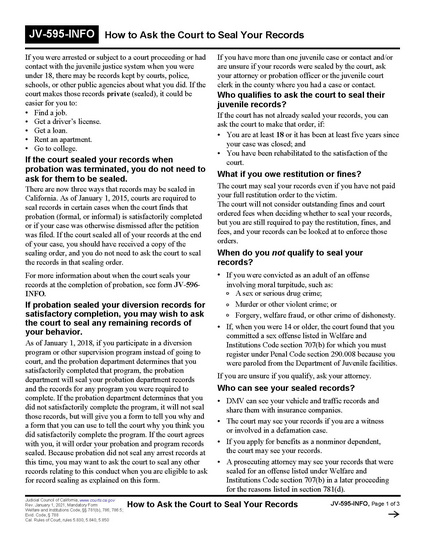 JV-595-INFO How to Ask the Court to Seal Your Records
If you were arrested or subject to a court proceeding or had
contact with the juvenile justice system when you were
under 18, there may be records kept by courts, police,
schools, or other public agencies about what you did. If the
court makes those records private (sealed), it could be
easier for you to:
• Find a job.
• Get a driver's license.
• Get a loan.
• Rent an apartment.
• Go to college.
If the court sealed your records when
probation was terminated, you do not need to
ask for them to be sealed.
There are now three ways that records may be sealed in
California. As of January 1, 2015, courts are required to
seal records in certain cases when the court finds that
probation (formal, or informal) is satisfactorily completed
or if your case was otherwise dismissed after the petition
was filed. If the court sealed all of your records at the end
of your case, you should have received a copy of the
sealing order, and you do not need to ask the court to seal
the records in that sealing order.
For more information about when the court seals your
records at the completion of probation, see form JV-596-
INFO.
If probation sealed your diversion records for
satisfactory completion, you may wish to ask
the court to seal any remaining records of
your behavior.
As of January 1, 2018, if you participate in a diversion
program or other supervision program instead of going to
court, and the probation department determines that you
satisfactorily completed that program, the probation
department will seal your probation department records
and the records for any program you were required to
complete. If the probation department determines that you
did not satisfactorily complete the program, it will not seal
those records, but will give you a form to tell you why and
a form that you can use to tell the court why you think you
did satisfactorily complete the program. If the court agrees
with you, it will order your probation and program records
sealed. Because probation did not seal any arrest records at
this time, you may want to ask the court to seal any other
records relating to this conduct when you are eligible to ask
for record sealing as explained on this form.
If you have more than one juvenile case or contact and/or
are unsure if your records were sealed by the court, ask
your attorney or probation officer or the juvenile court
clerk in the county where you had a case or contact.
Who qualifies to ask the court to seal their
juvenile records?
If the court has not already sealed your records, you can
ask the court to make that order, if:
• You are at least 18 or it has been at least five years since
your case was closed; and
• You have been rehabilitated to the satisfaction of the
court.
What if you owe restitution or fines?
The court may seal your records even if you have not paid
your full restitution order to the victim.
The court will not consider outstanding fines and court
ordered fees when deciding whether to seal your records,
but you are still required to pay the restitution, fines, and
fees, and your records can be looked at to enforce those
orders.
When do you not qualify to seal your
records?
• If you were convicted as an adult of an offense
involving moral turpitude, such as:
o A sex or serious drug crime;
o Murder or other violent crime; or
o Forgery, welfare fraud, or other crime of dishonesty.
• If, when you were 14 or older, the court found that you
committed a sex offense listed in Welfare and
Institutions Code section 707(b) for which you must
register under Penal Code section 290.008 because you
were paroled from the Department of Juvenile facilities.
If you are unsure if you qualify, ask your attorney.
Who can see your sealed records?
• DMV can see your vehicle and traffic records and
share them with insurance companies.
• The court may see your records if you are a witness
or involved in a defamation case.
• If you apply for benefits as a nonminor dependent,
the court may see your records.
• A prosecuting attorney may see your records that were
sealed for an offense listed under Welfare and
Institutions Code section 707(b) in a later proceeding
for the reasons listed in section 781(d).
Judicial Council of California, www.courts.ca.gov
Rev. January 1, 2021, Mandatory Form
Welfare and Institutions Code, §§ 781(b), 786, 786.5;
Evid. Code, § 786
Cal. Rules of Court, rules 5.830, 5.840, 5.850
How to Ask the Court to Seal Your Records
JV-595-INFO, Page 1 of 3